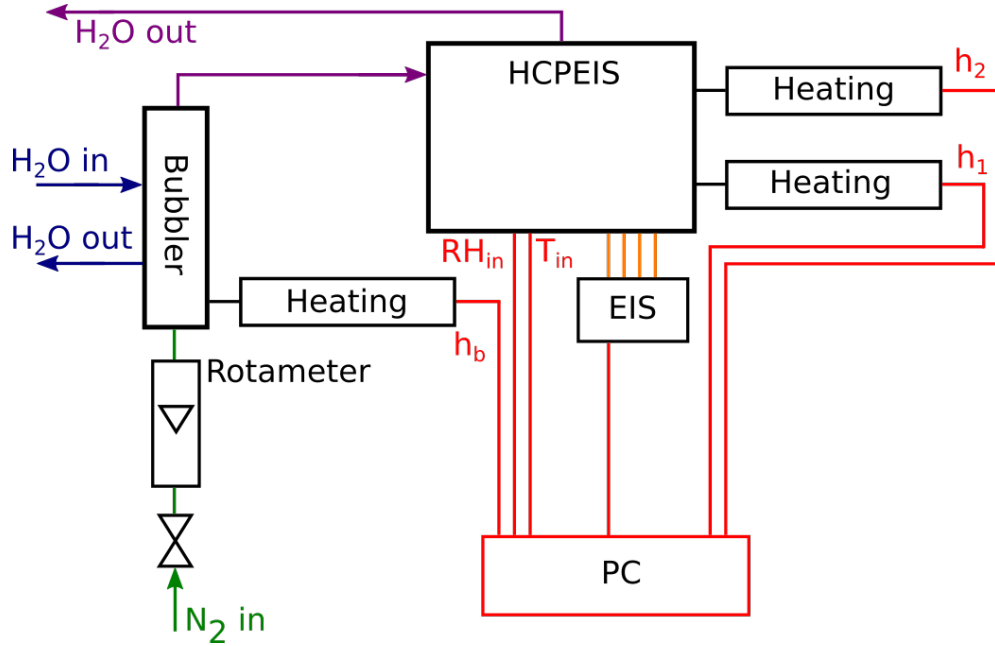 H₂O out
HCPEIS
Heating
h₂
H₂O in
Bubbler
Heating
h₁
H₂O out
RHᵢₙ
Tᵢₙ
Heating
EIS
h_b
Rotameter
PC
N₂ in